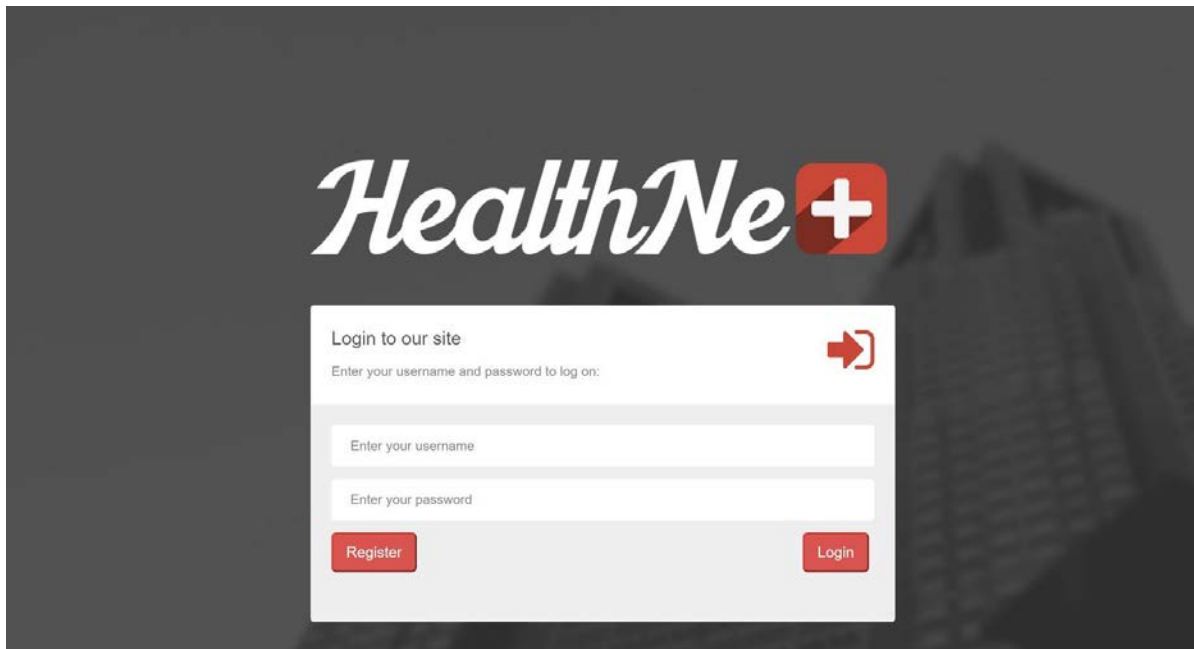 HealthNe+
Login to our site
Enter your username and password to log on:
Enter your username
Enter your password
Register
Login